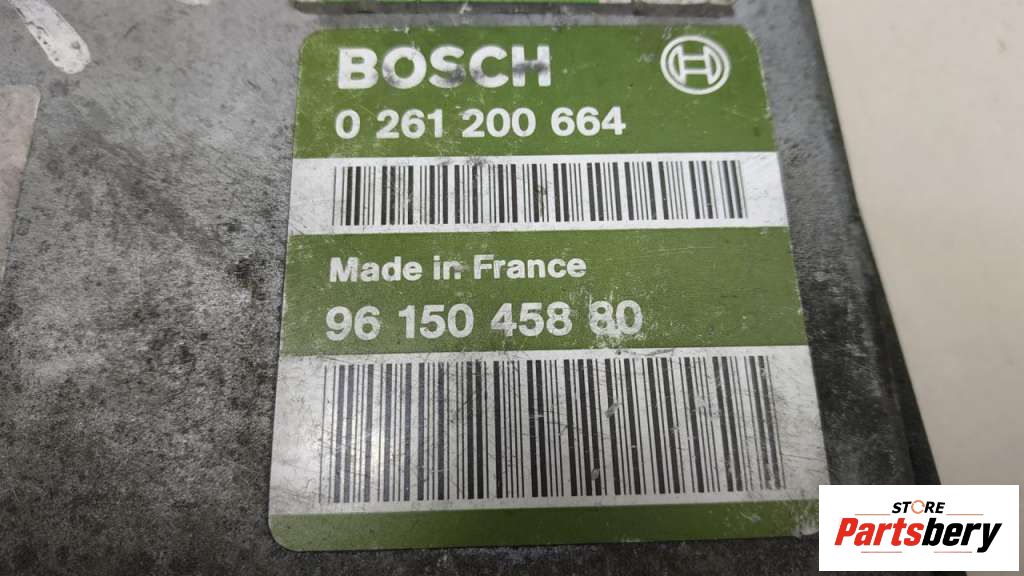 BOSCH
0 261 200 664
Made in France
96 150 458 80
STORE
Partsbery